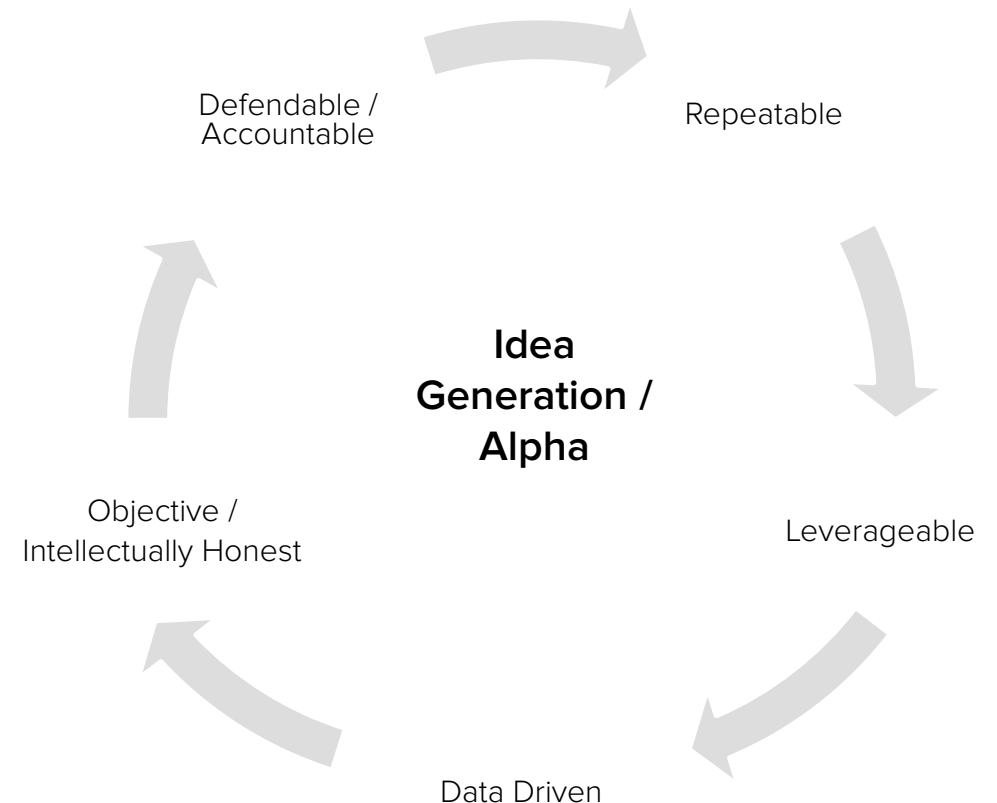 Defendable /
Accountable
Repeatable
Idea
Generation /
Alpha
Objective /
Intellectually Honest
Leverageable
Data Driven